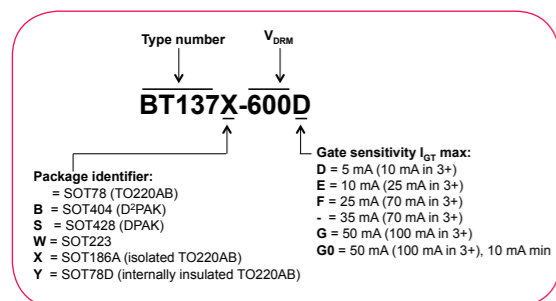 Type number
V_DRM
BT137X-600D
Package identifier:
= SOT78 (TO220AB)
B = SOT404 (D²PAK)
S = SOT428 (DPAK)
W = SOT223
X = SOT186A (isolated TO220AB)
Y = SOT78D (internally insulated TO220AB)
Gate sensitivity I_GT max:
D = 5 mA (10 mA in 3+)
E = 10 mA (25 mA in 3+)
F = 25 mA (70 mA in 3+)
- = 35 mA (70 mA in 3+)
G = 50 mA (100 mA in 3+)
G0 = 50 mA (100 mA in 3+), 10 mA min